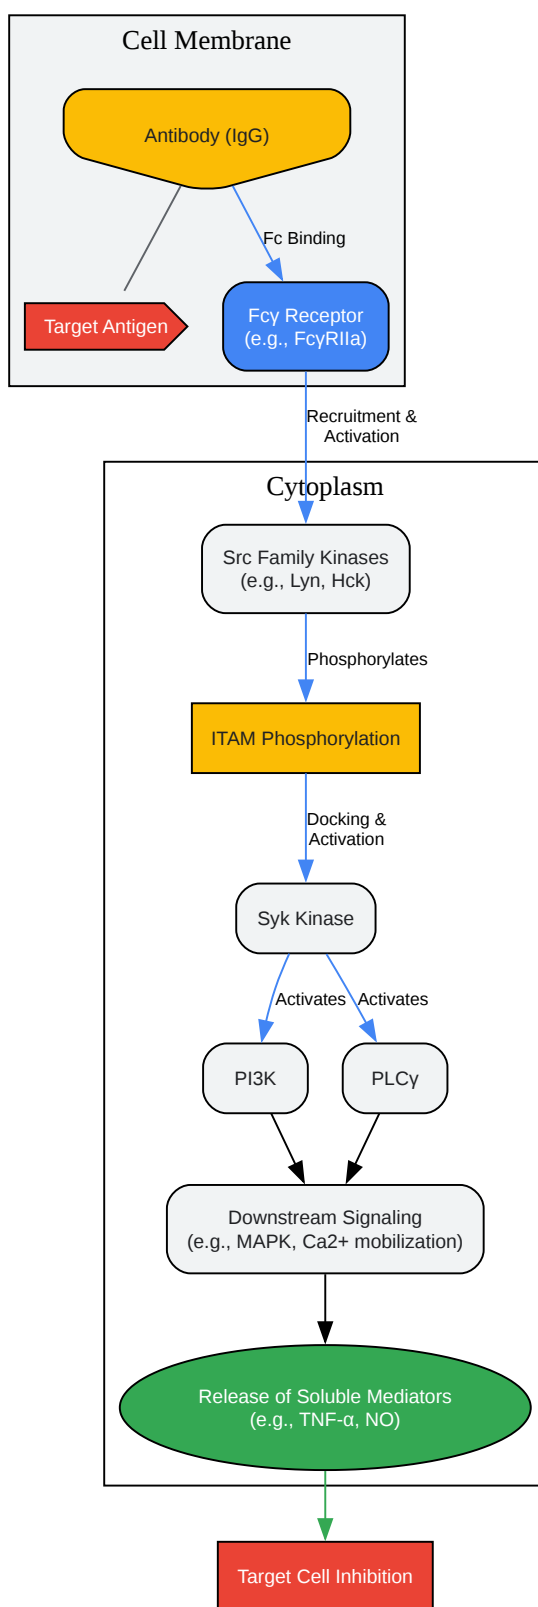 Cell Membrane
Antibody (IgG)
Fc Binding
Target Antigen
Fcγ Receptor
(e.g., FcγRIIa)
Recruitment &
Activation
Cytoplasm
Src Family Kinases
(e.g., Lyn, Hck)
Phosphorylates
ITAM Phosphorylation
Docking &
Activation
Syk Kinase
Activates
Activates
PI3K
PLCγ
Downstream Signaling
(e.g., MAPK, Ca2+ mobilization)
Release of Soluble Mediators
(e.g., TNF-α, NO)
Target Cell Inhibition